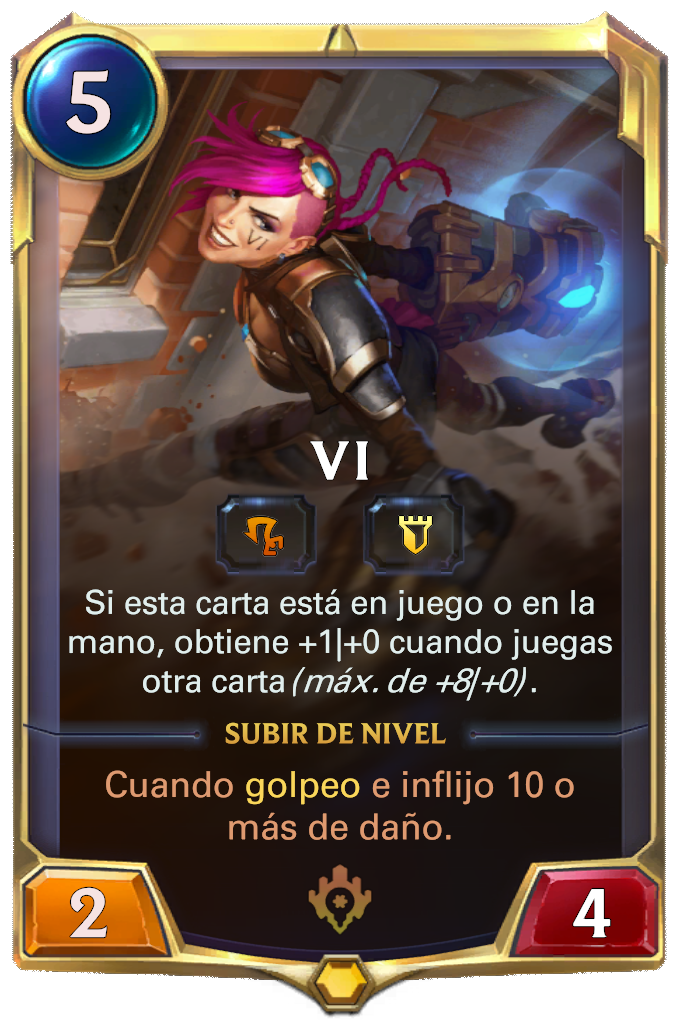 5
VI
VI
Si esta carta está en juego o en la
mano, obtiene +1|+0 cuando juegas
otra carta (máx. de +8|+0).
SUBIR DE NIVEL
Cuando golpeo e inflijo 10 o
más de daño.
2
4